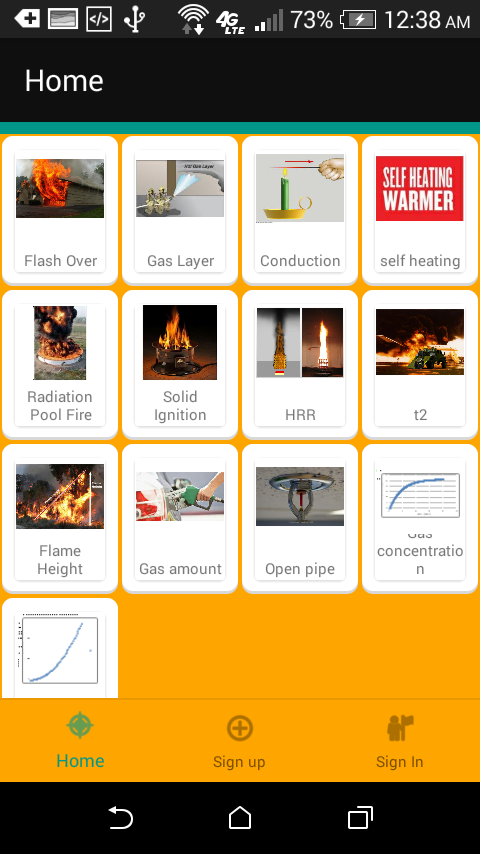 4G LTE 73% 12:38 AM
Home
Hot Gas Layer
SELF HEATING
WARMER
Flash Over
Gas Layer
Conduction
self heating
Radiation
Pool Fire
Solid
Ignition
HRR
t2
Flame
Height
Gas amount
Open pipe
Gas
concentratio
n
Home
Sign up
Sign In